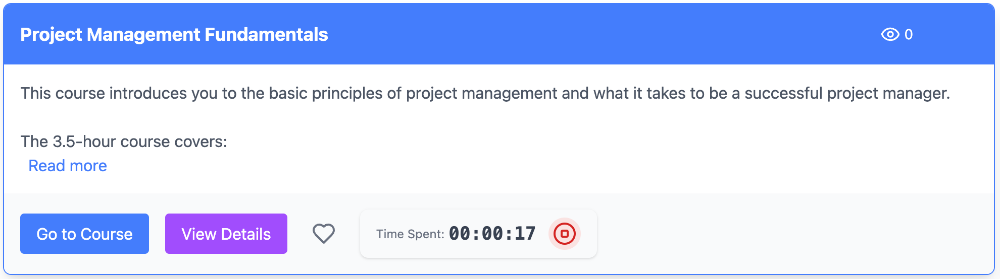 Project Management Fundamentals
0
This course introduces you to the basic principles of project management and what it takes to be a successful project manager.
The 3.5-hour course covers:
Read more
Go to Course
View Details
Time Spent: 00:00:17